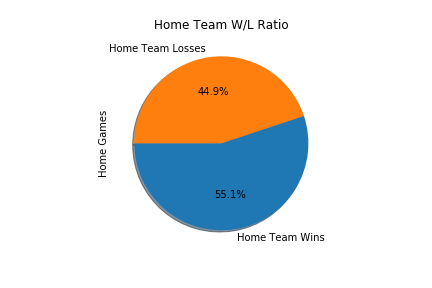 Home Team W/L Ratio
Home Team Losses
44.9%
Home Games
55.1%
Home Team Wins